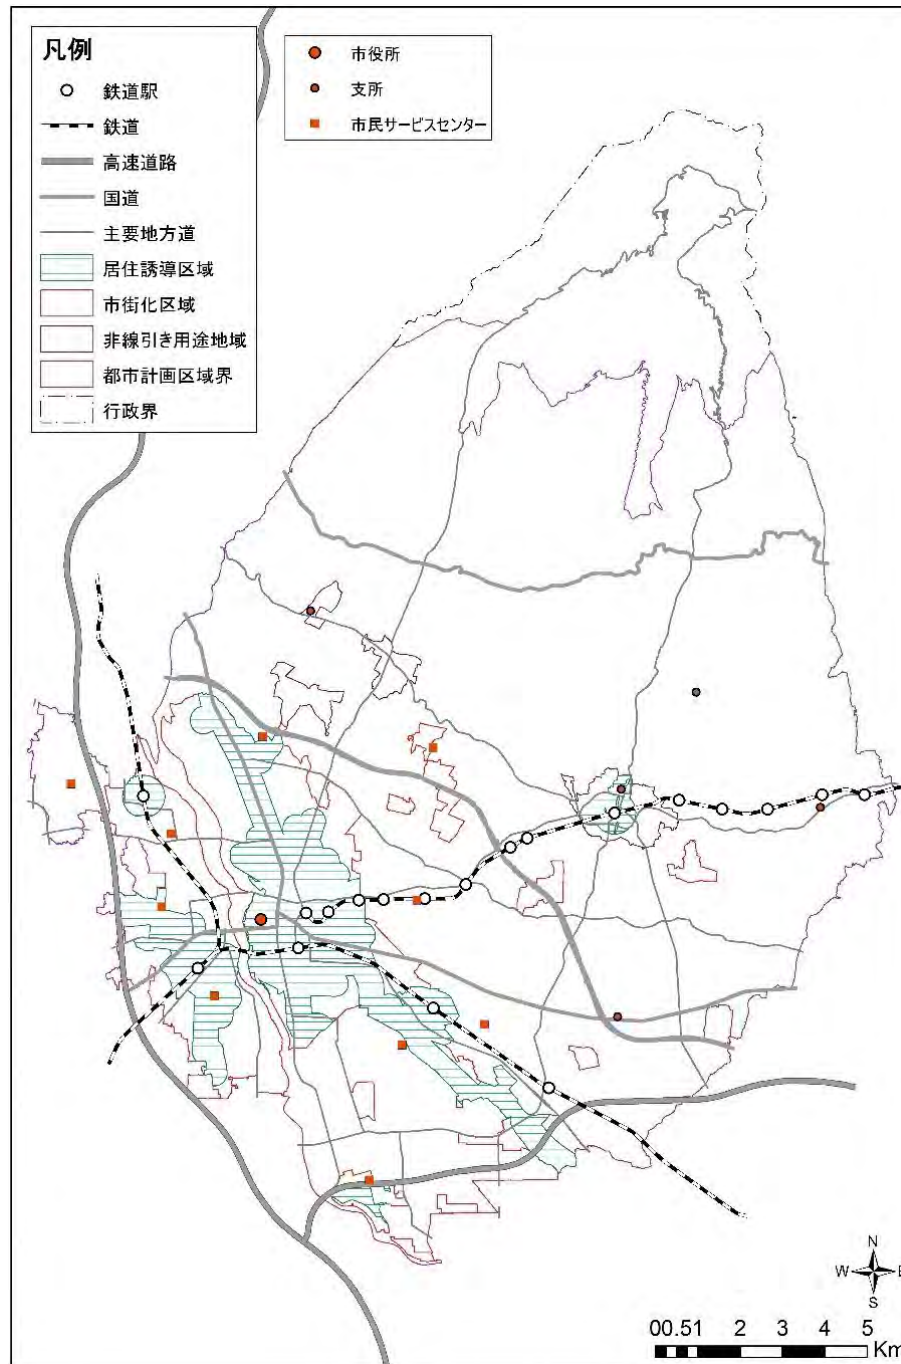 凡例
鉄道駅
鉄道
高速道路
国道
主要地方道
居住誘導区域
市街化区域
非線引き用途地域
都市計画区域界
行政界
市役所
支所
市民サービスセンター
N
W E
S
00.51 2 3 4 5
Km